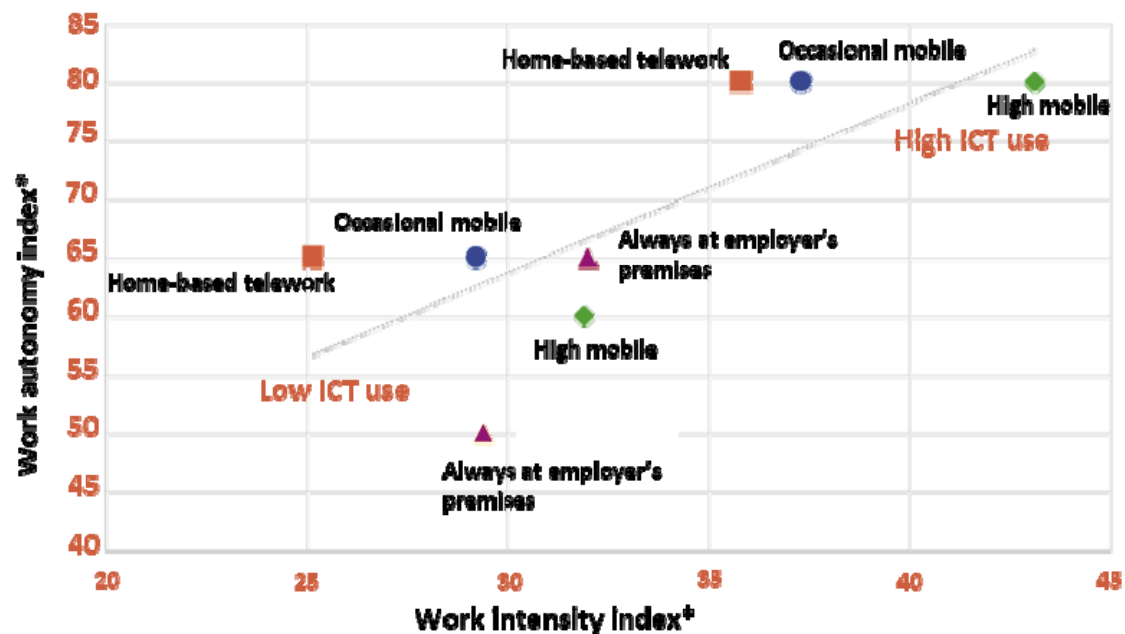 85
Home-based telework
Occasional mobile
80
High mobile
75
High ICT use
70
Occasional mobile
Always at employer's
premises
65
Home-based telework
60
High mobile
55
Low ICT use
50
Always at employer's
premises
45
40
20
25
30
35
40
45
Work autonomy index*
Work intensity index*